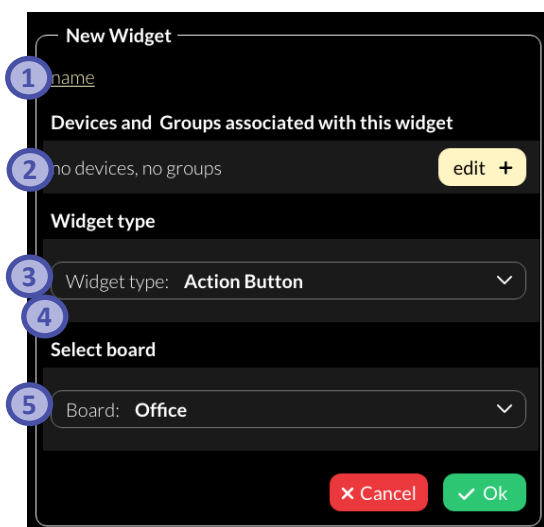 New Widget
1 name
Devices and Groups associated with this widget
2 no devices, no groups edit +
Widget type
3 Widget type: Action Button
4
Select board
5 Board: Office
Cancel Ok